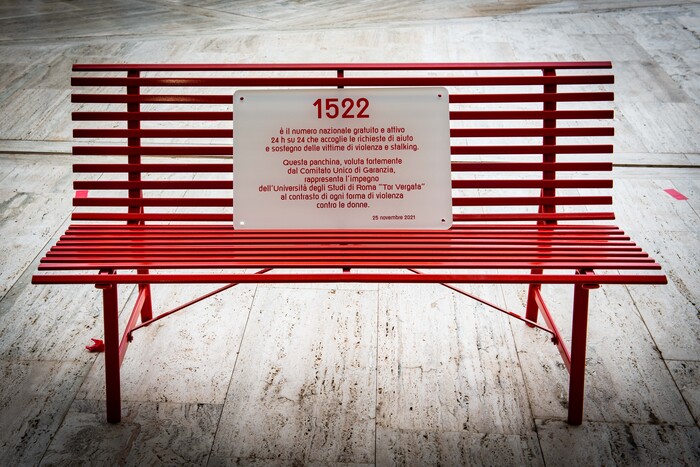 1522
è il numero nazionale gratuito e attivo
24 h su 24 che accoglie le richieste di aiuto
e sostegno delle vittime di violenza e stalking.
Questa panchina, voluta fortemente
dal Comitato Unico di Garanzia,
rappresenta l'impegno
dell'Università degli Studi di Roma "Tor Vergata"
al contrasto di ogni forma di violenza
contro le donne.
25 novembre 2021